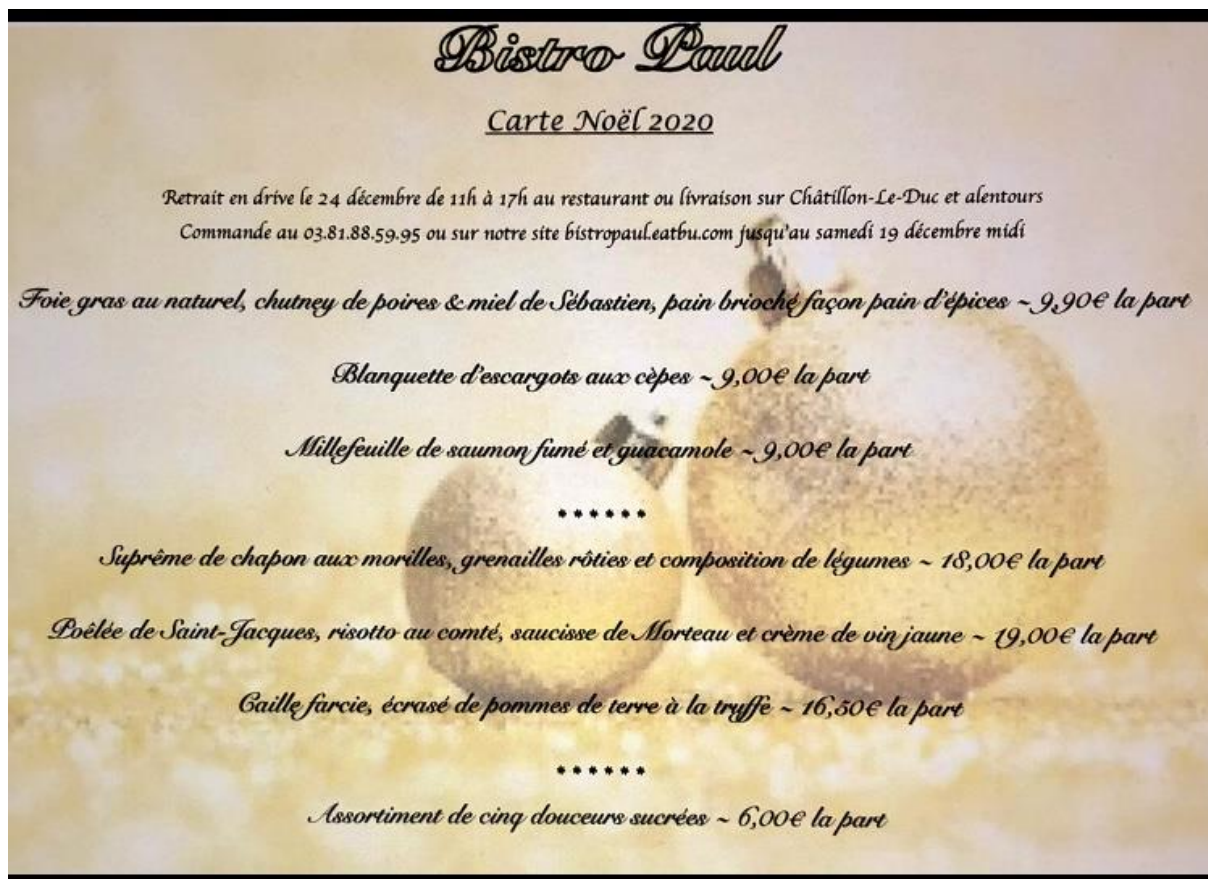 Bistro Paul
Carte Noël 2020
Retrait en drive le 24 décembre de 11h à 17h au restaurant ou livraison sur Châtillon-Le-Duc et alentours
Commande au 03.81.88.59.95 ou sur notre site bistropaul.eatbu.com jusqu'au samedi 19 décembre midi
Foie gras au naturel, chutney de poires & miel de Sébastien, pain brioché façon pain d'épices ~ 9,90€ la part
Blanquette d'escargots aux cèpes ~ 9,00€ la part
Millefeuille de saumon fumé et guacamole ~ 9,00€ la part
******
Suprême de chapon aux morilles, grenailles rôties et composition de légumes ~ 18,00€ la part
Poêlée de Saint-Jacques, risotto au comté, saucisse de Morteau et crème de vin jaune ~ 19,00€ la part
Caille farcie, écrasé de pommes de terre à la truffe ~ 16,50€ la part
******
Assortiment de cinq douceurs sucrées ~ 6,00€ la part